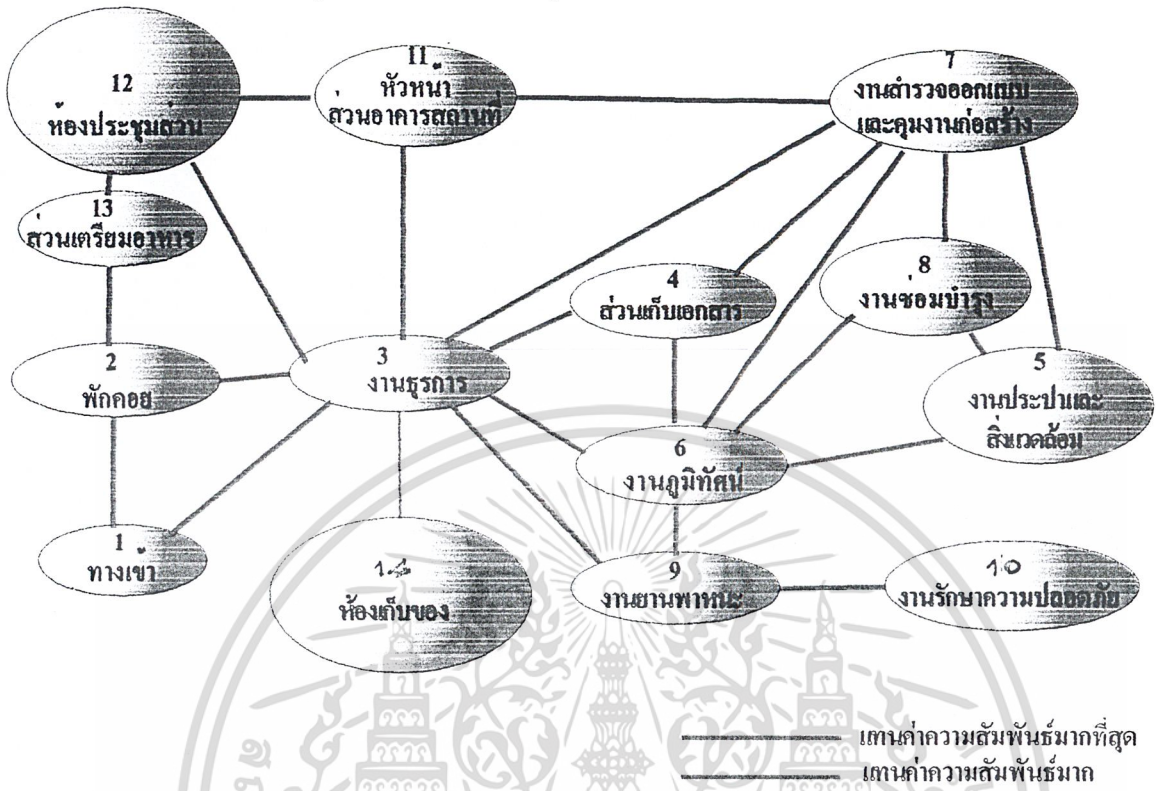 12
ห้องประชุมส่วน
11
หัวหน้า
ส่วนอาคารสถานที่
7
งานสำรวจออกแบบ
และคุมงานก่อสร้าง
13
ส่วนเตรียมอาหาร
4
ส่วนเก็บเอกสาร
8
งานซ่อมบำรุง
2
พักคอย
3
งานธุรการ
5
งานประปาและ
สิ่งแวดล้อม
6
งานภูมิทัศน์
1
ทางเข้า
14
ห้องเก็บของ
9
งานยานพาหนะ
10
งานรักษาความปลอดภัย
แทนค่าความสัมพันธ์มากที่สุด
แทนค่าความสัมพันธ์มาก